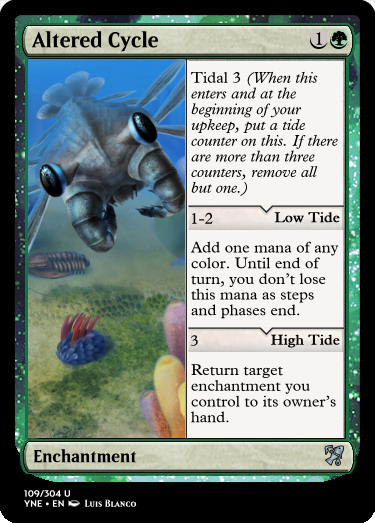 Altered Cycle 1
Tidal 3 (When this
enters and at the
beginning of your
upkeep, put a tide
counter on this. If there
are more than three
counters, remove all
but one.)
1-2 Low Tide
Add one mana of any
color. Until end of
turn, you don't lose
this mana as steps
and phases end.
3 High Tide
Return target
enchantment you
control to its owner's
hand.
Enchantment
109/304 U
YNE • EN Luis Blanco